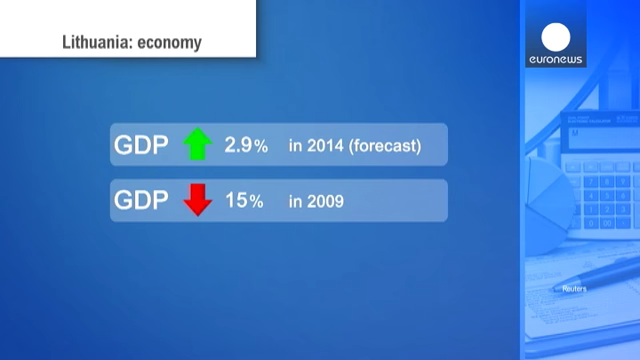 Lithuania: economy
euronews
GDP 2.9% in 2014 (forecast)
GDP 15% in 2009
Reuters